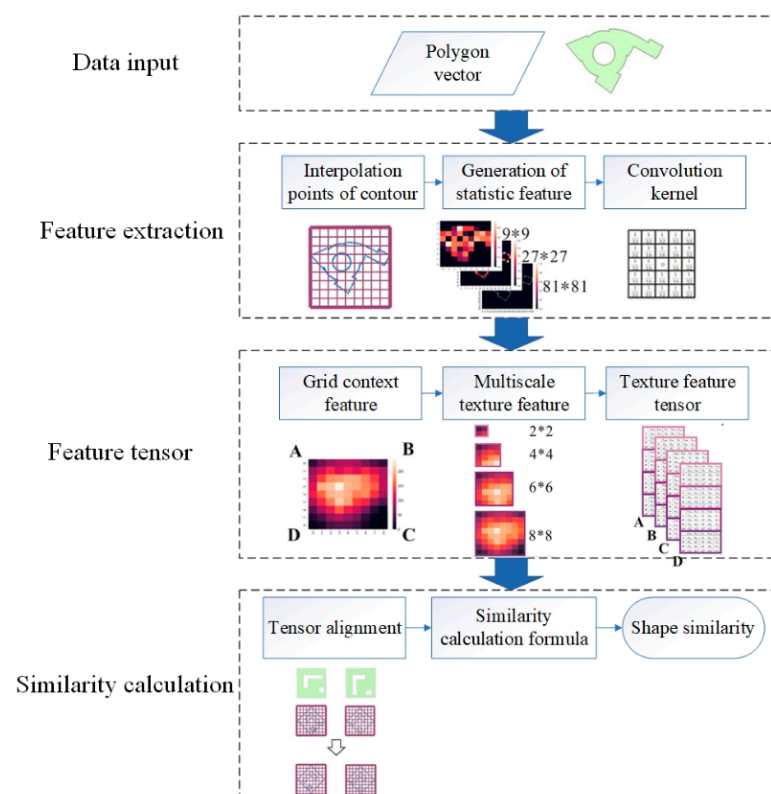 Data input
Polygon
vector
Feature extraction
Interpolation
points of contour
Generation of
statistic feature
Convolution
kernel
9*9
27*27
81*81
Feature tensor
Grid context
feature
Multiscale
texture feature
Texture feature
tensor
A
B
D
C
2*2
4*4
6*6
8*8
A
B
C
D
Similarity calculation
Tensor alignment
Similarity
calculation formula
Shape similarity